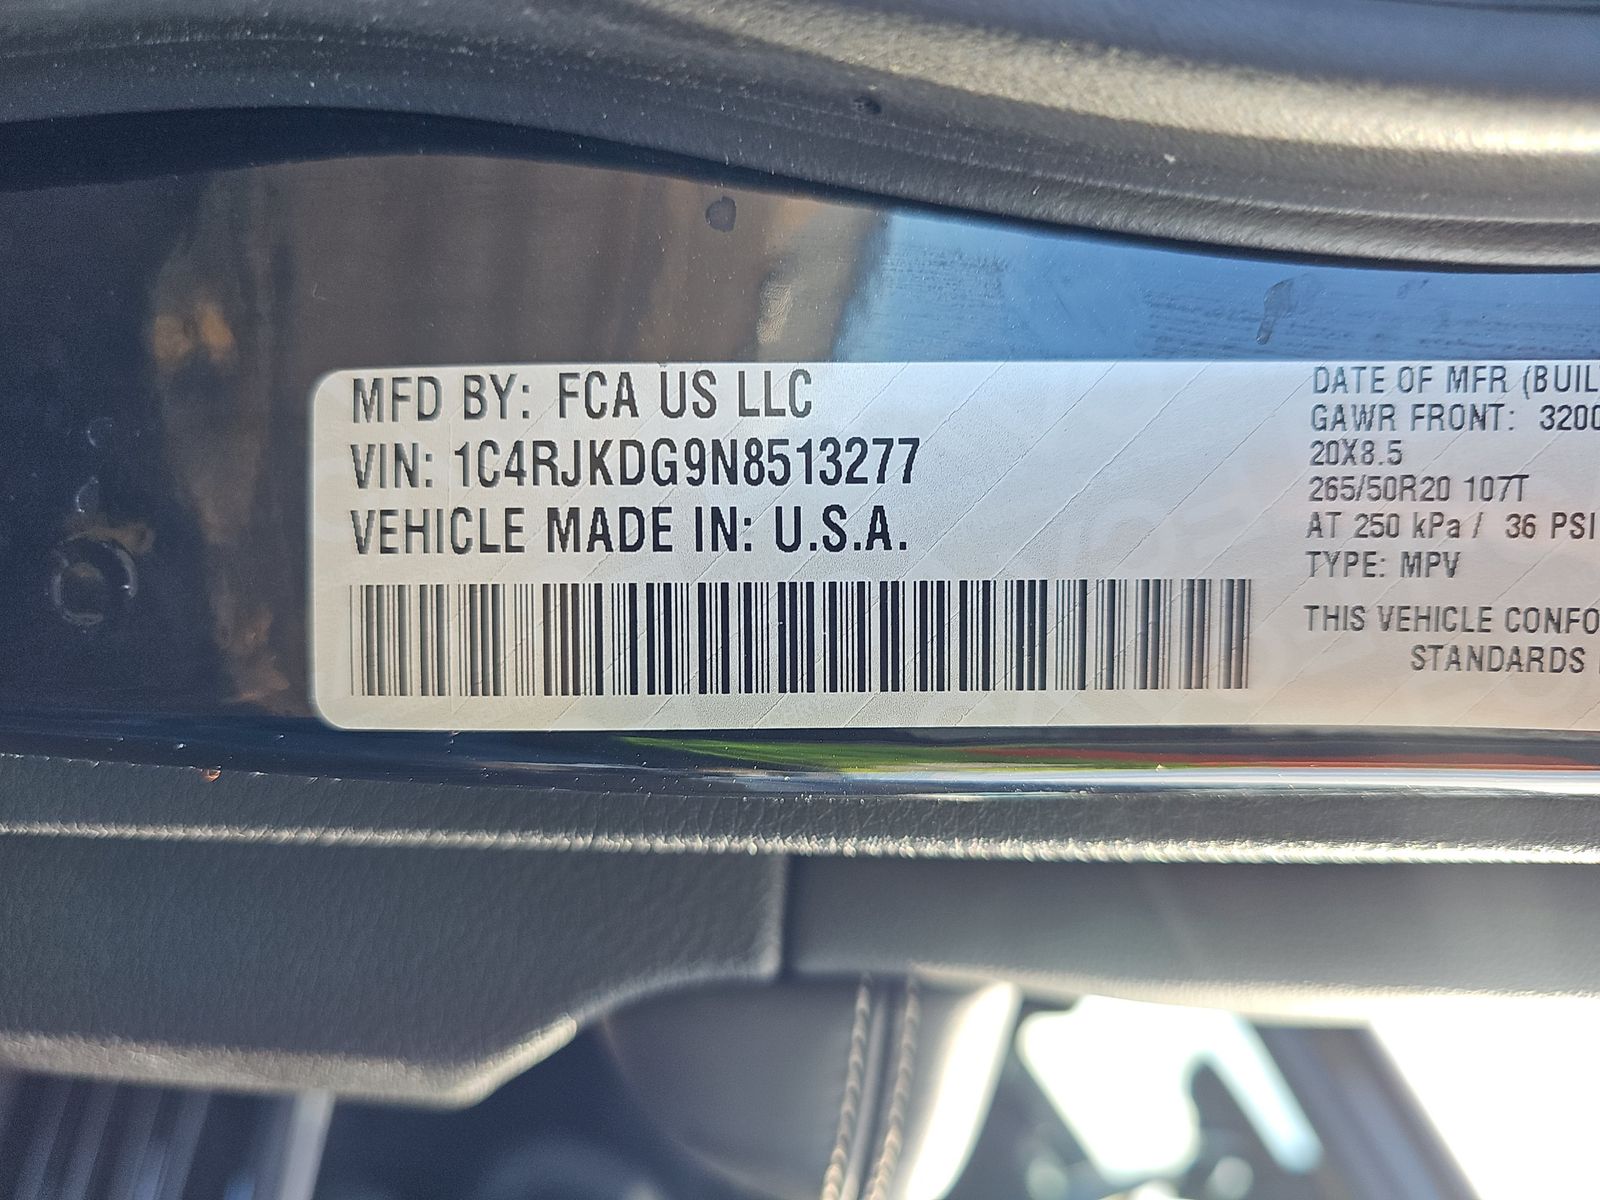 MFD BY: FCA US LLC
VIN: 1C4RJKDG9N8513277
VEHICLE MADE IN: U.S.A.
DATE OF MFR (BUIL
GAWR FRONT: 3200
20X8.5
265/50R20 107T
AT 250 kPa / 36 PSI
TYPE: MPV
THIS VEHICLE CONFO
STANDARDS